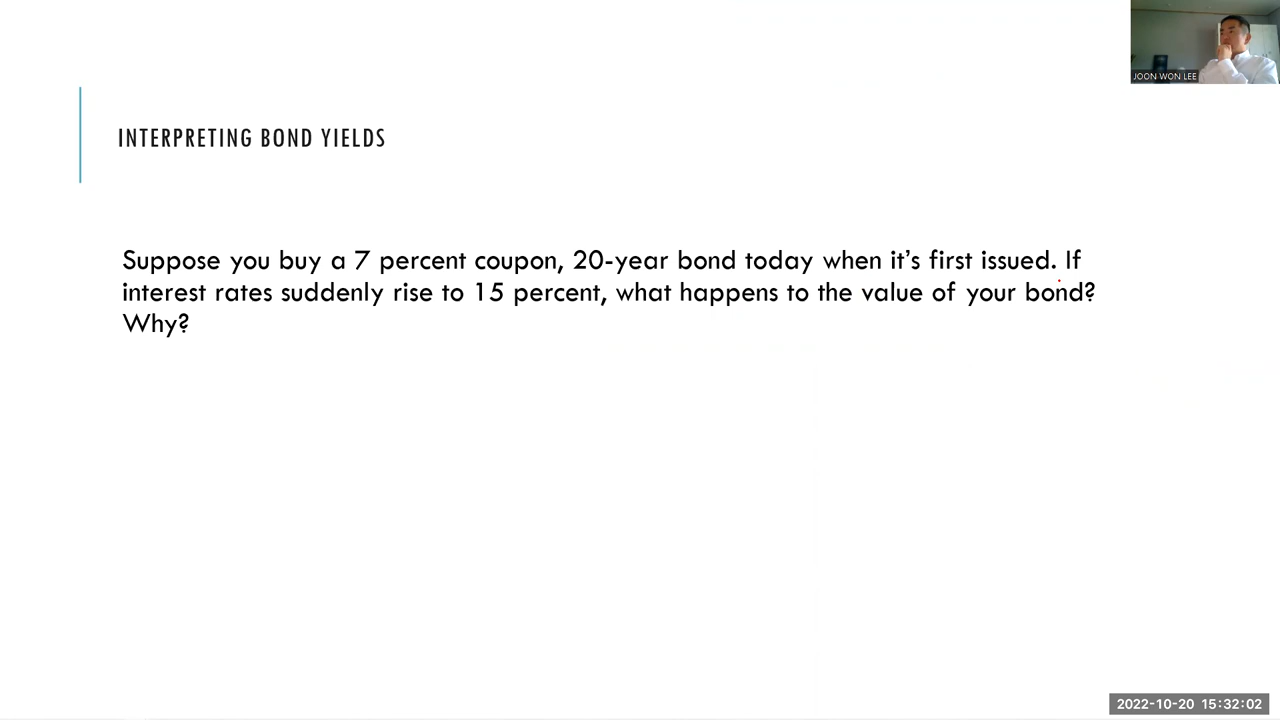 JOON WON LEE
INTERPRETING BOND YIELDS
Suppose you buy a 7 percent coupon, 20-year bond today when it’s first issued. If
interest rates suddenly rise to 15 percent, what happens to the value of your bond?
Why?
2022-10-20 15:32:02